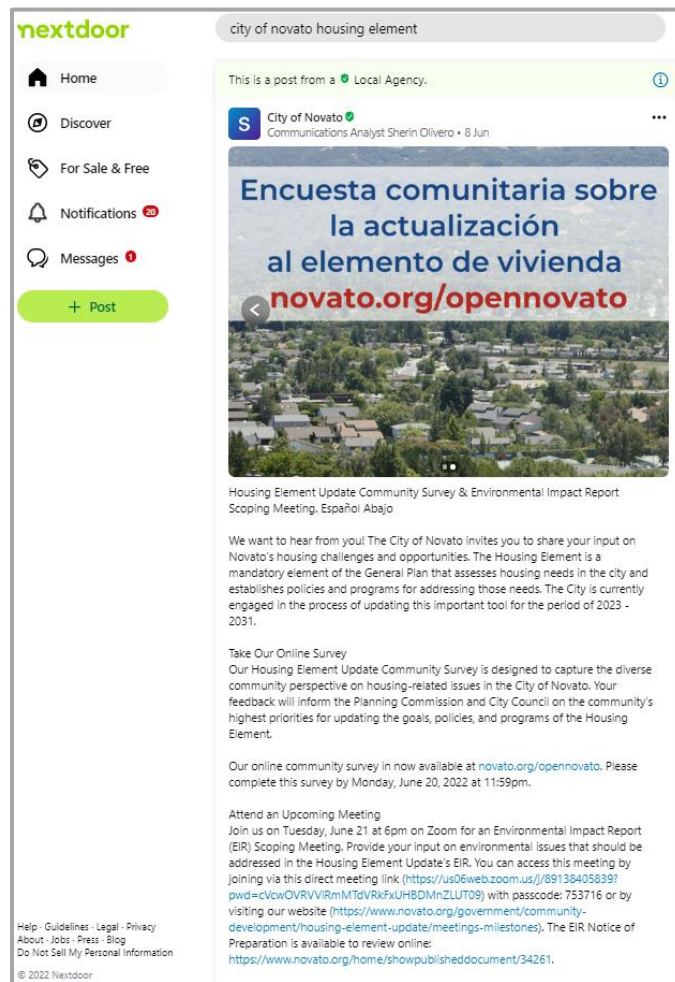 nextdoor
city of novato housing element
Home
Discover
For Sale & Free
Notifications 20
Messages 1
+ Post
This is a post from a Local Agency.
S
City of Novato
Communications Analyst Sherin Olivero • 8 Jun
Encuesta comunitaria sobre
la actualización
al elemento de vivienda
novato.org/opennovato
Housing Element Update Community Survey & Environmental Impact Report
Scoping Meeting. Español Abajo
We want to hear from you! The City of Novato invites you to share your input on
Novato's housing challenges and opportunities. The Housing Element is a
mandatory element of the General Plan that assesses housing needs in the city and
establishes policies and programs for addressing those needs. The City is currently
engaged in the process of updating this important tool for the period of 2023 -
2031.
Take Our Online Survey
Our Housing Element Update Community Survey is designed to capture the diverse
community perspective on housing-related issues in the City of Novato. Your
feedback will inform the Planning Commission and City Council on the community's
highest priorities for updating the goals, policies, and programs of the Housing
Element.
Our online community survey in now available at novato.org/opennovato. Please
complete this survey by Monday, June 20, 2022 at 11:59pm.
Attend an Upcoming Meeting
Join us on Tuesday, June 21 at 6pm on Zoom for an Environmental Impact Report
(EIR) Scoping Meeting. Provide your input on environmental issues that should be
addressed in the Housing Element Update's EIR. You can access this meeting by
joining via this direct meeting link (https://us06web.zoom.us/j/89138405839?
pwd=cVcwOVRVVlRmMTdVRkFxUHBDMnZLUT09) with passcode: 753716 or by
visiting our website (https://www.novato.org/government/community-
development/housing-element-update/meetings-milestones). The EIR Notice of
Preparation is available to review online:
https://www.novato.org/home/showpublisheddocument/34261.
Help · Guidelines · Legal · Privacy
About · Jobs · Press · Blog
Do Not Sell My Personal Information
© 2022 Nextdoor